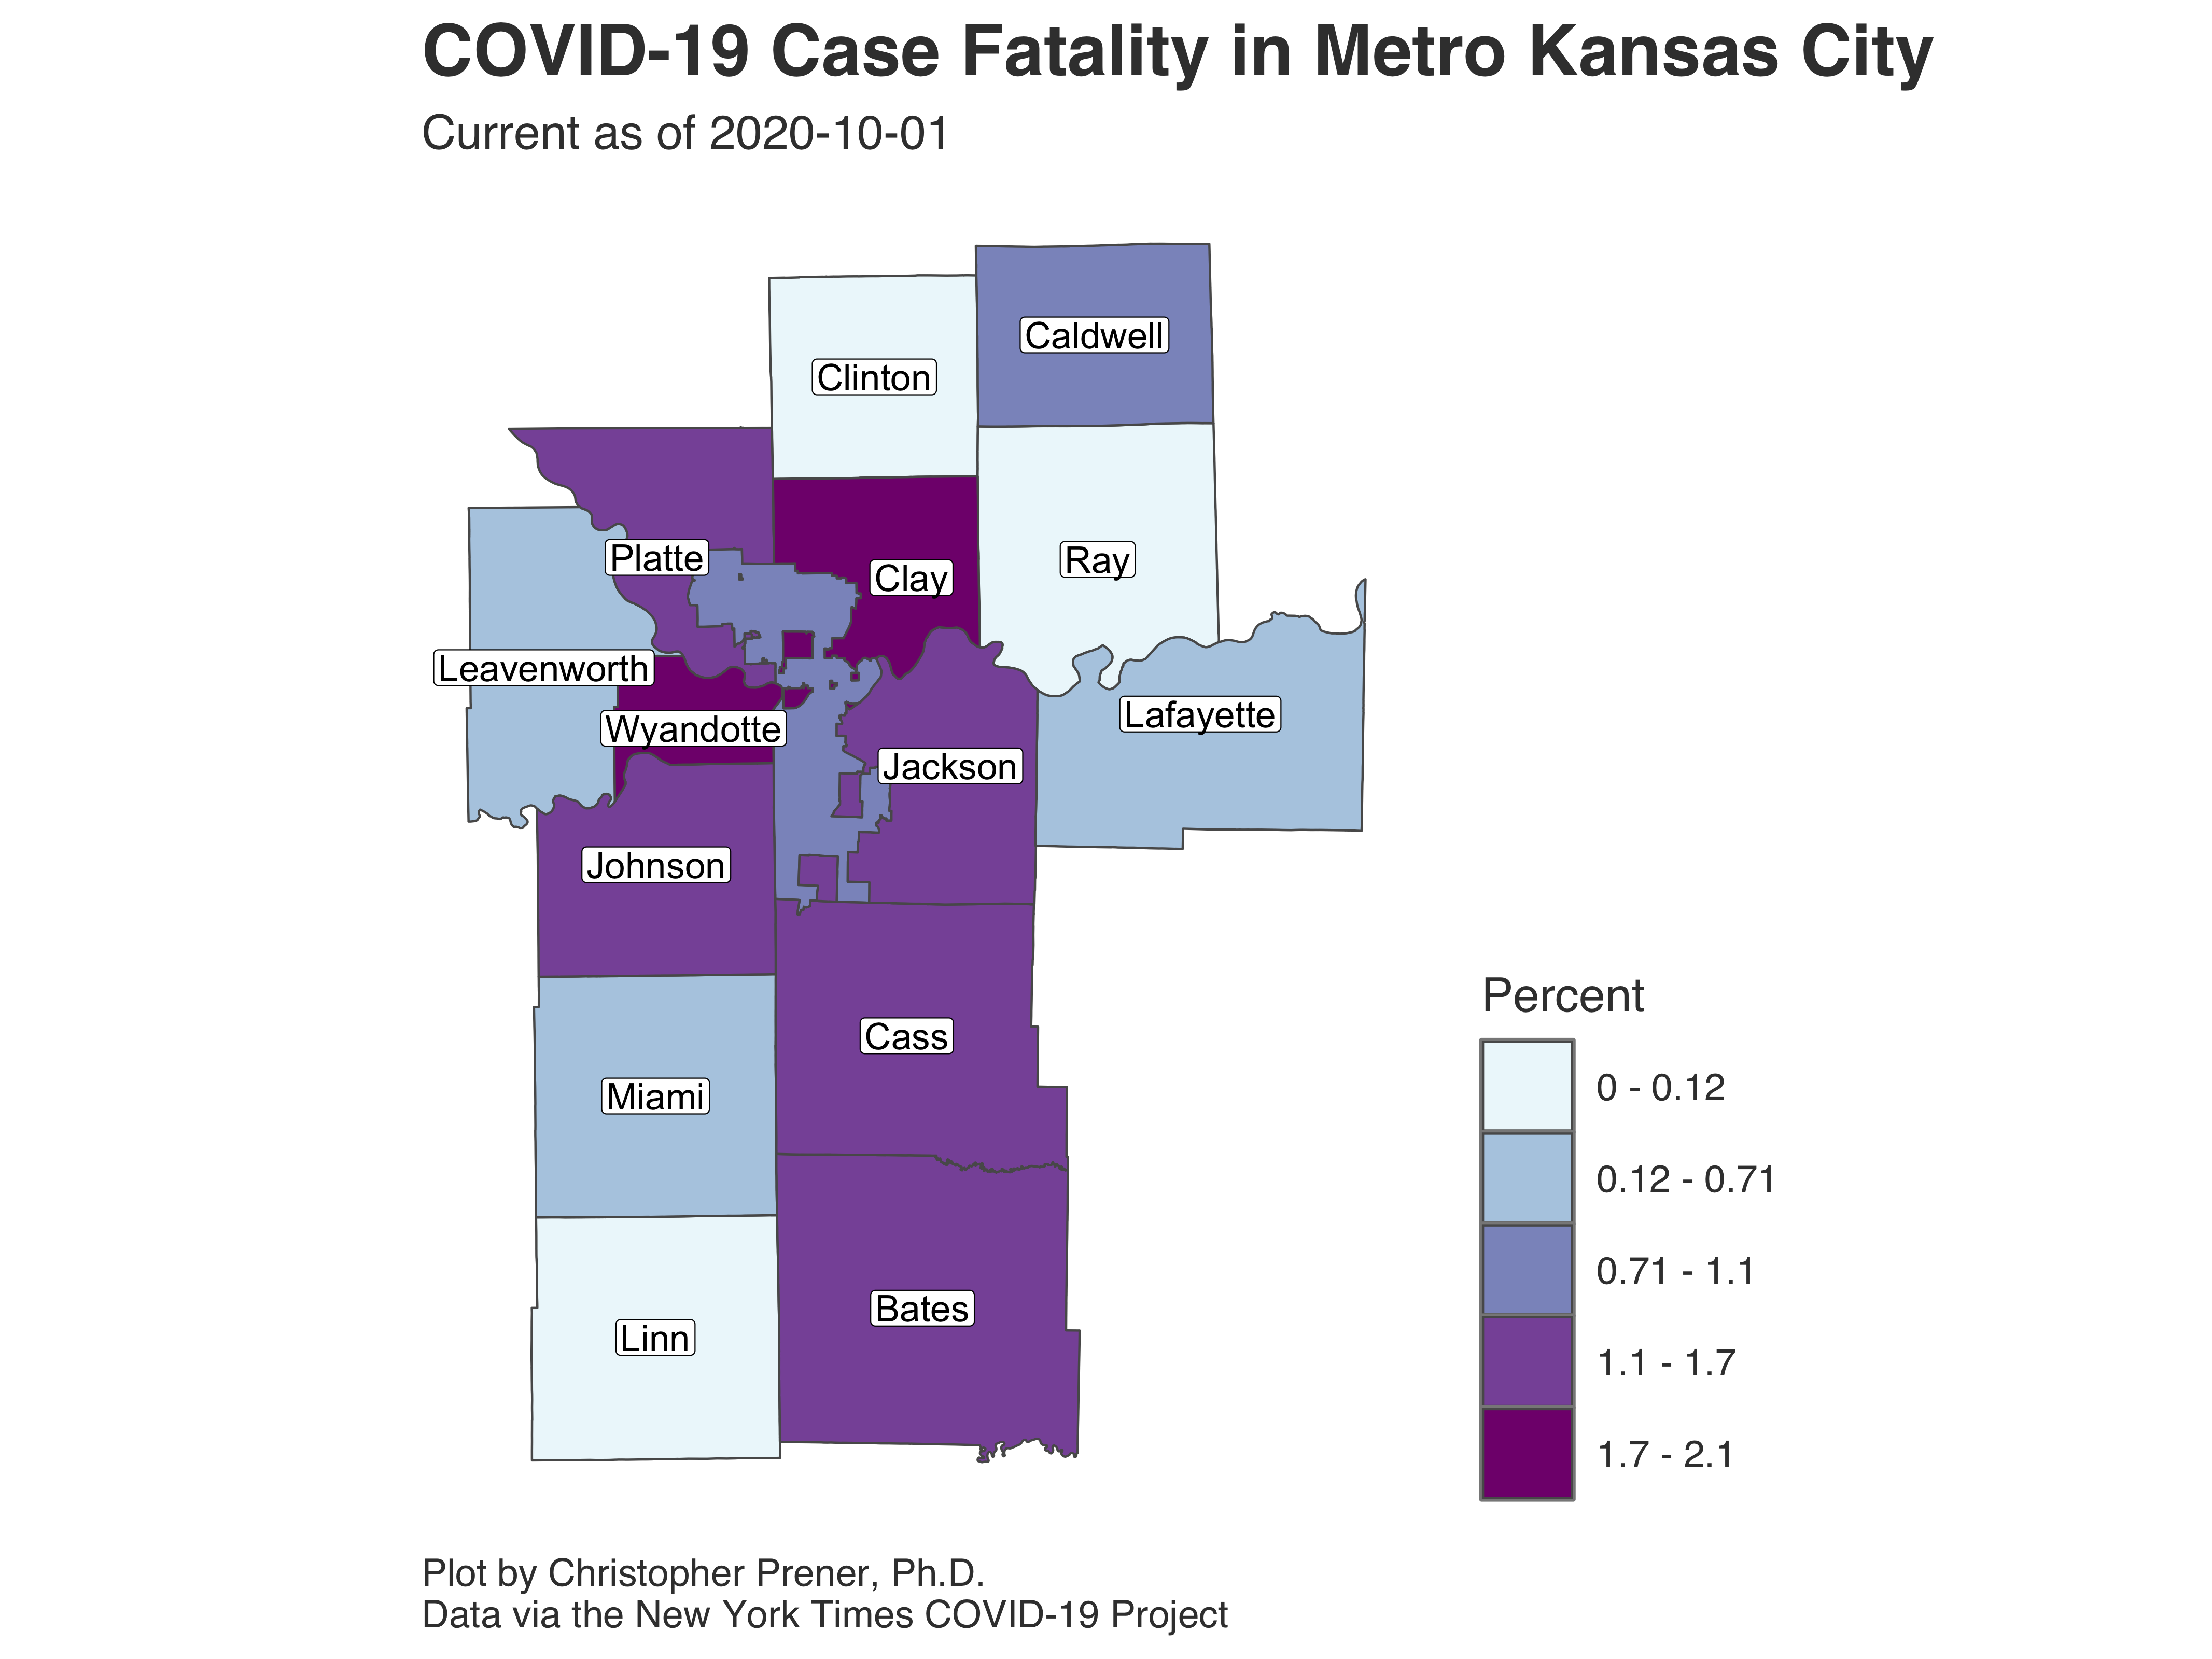 COVID-19 Case Fatality in Metro Kansas City
Current as of 2020-10-01
Caldwell
Clinton
Platte
Clay
Ray
Leavenworth
Wyandotte
Lafayette
Jackson
Johnson
Cass
Miami
Bates
Linn
Percent
0 - 0.12
0.12 - 0.71
0.71 - 1.1
1.1 - 1.7
1.7 - 2.1
Plot by Christopher Prener, Ph.D.
Data via the New York Times COVID-19 Project